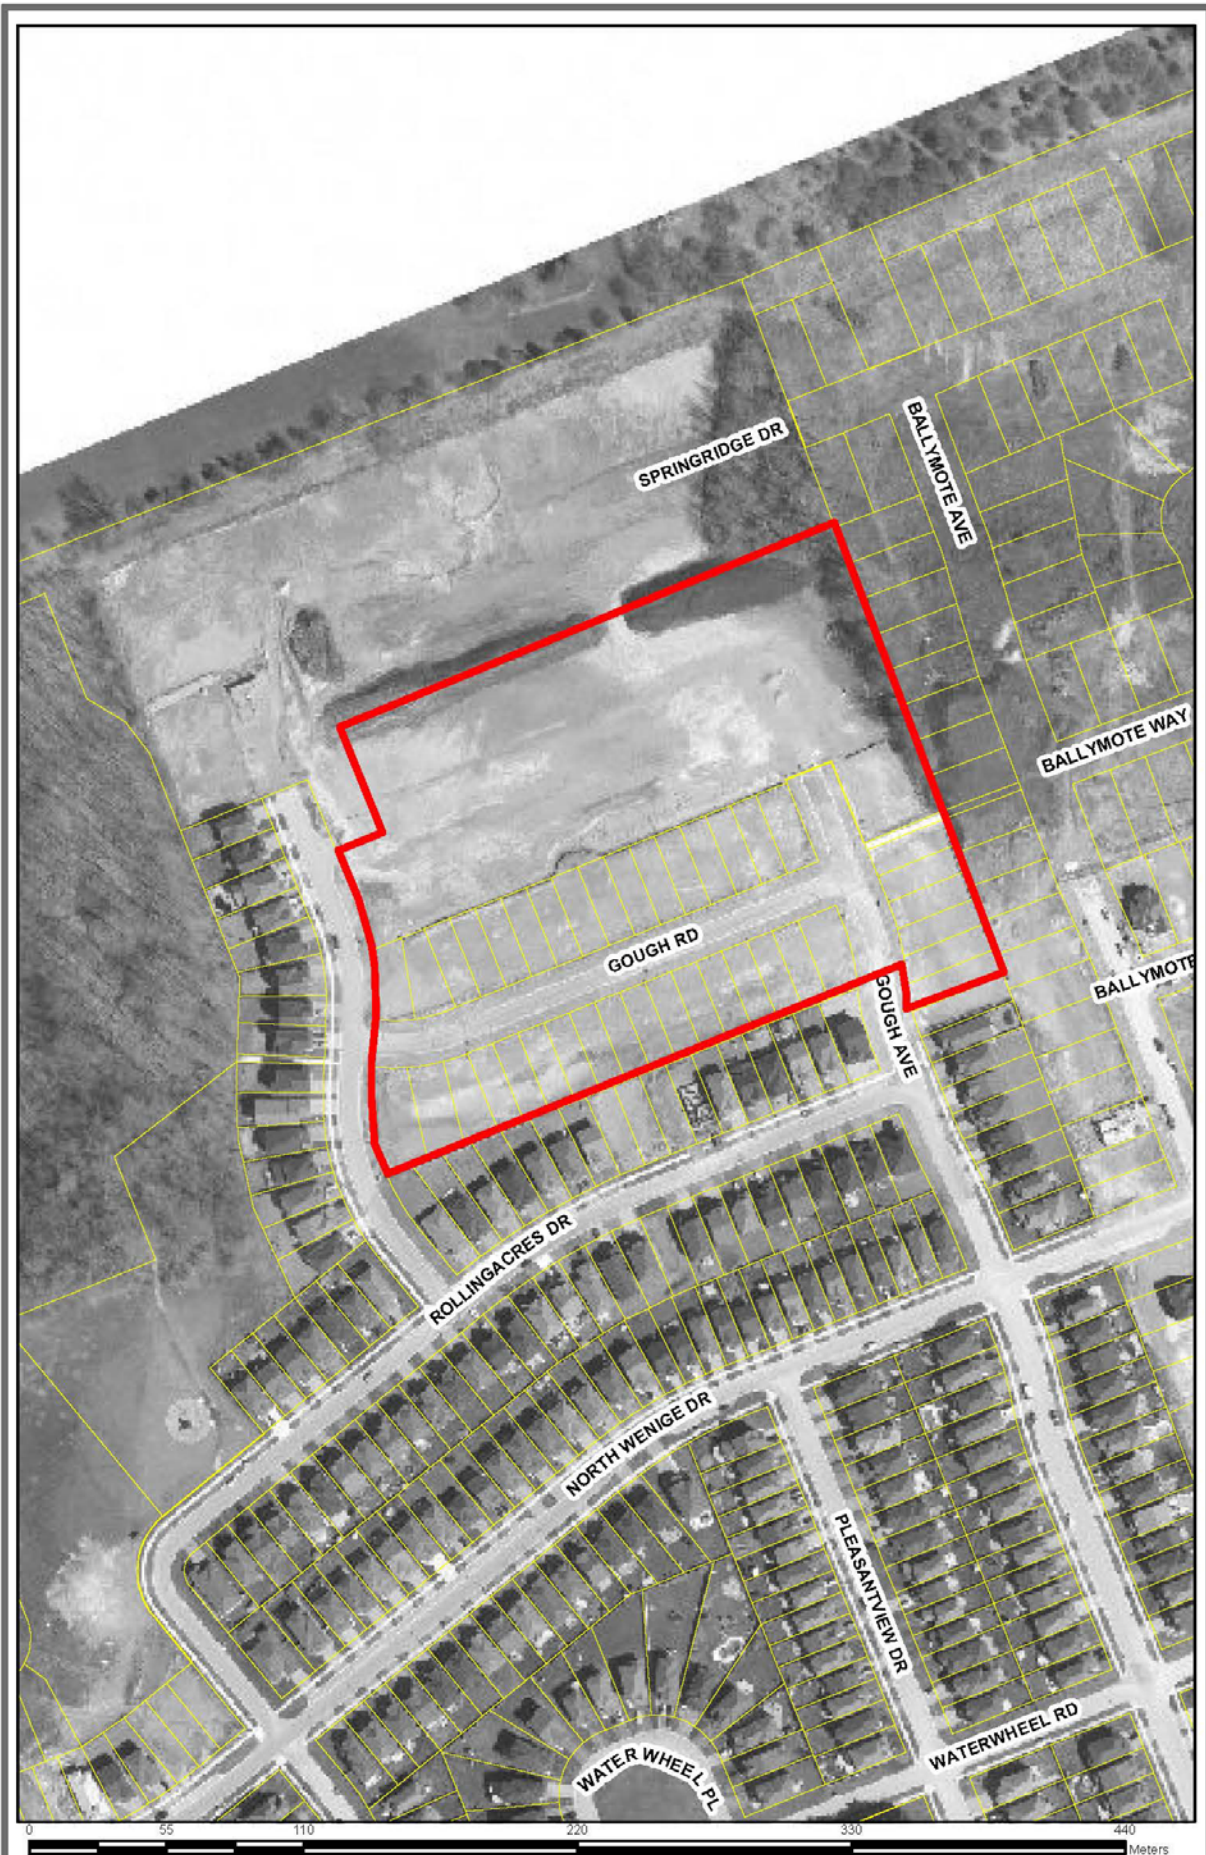 SPRINGRIDGE DR
BALLYMOTE AVE
BALLYMOTE WAY
GOUGH RD
BALLYMOTE
GOUGH AVE
ROLLINGACRES DR
NORTH WENIGE DR
PLEASANTVIEW DR
WATERWHEEL RD
WATER WHEEL PL
0 55 110 220 330 440
Meters